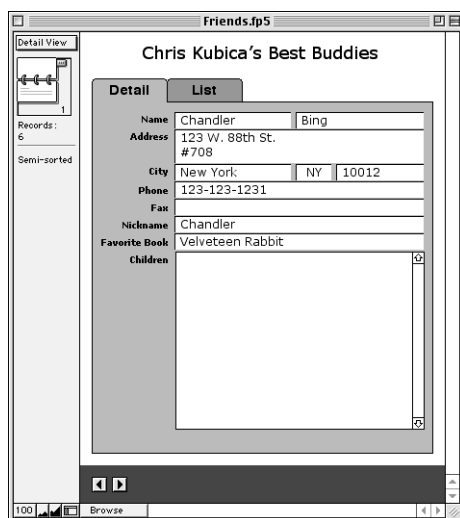 Friends.fp5
Detail View
1
Records:
6
Semi-sorted
Chris Kubica's Best Buddies
Detail List
Name Chandler Bing
Address 123 W. 88th St.
#708
City New York NY 10012
Phone 123-123-1231
Fax
Nickname Chandler
Favorite Book Velveteen Rabbit
Children
100 Browse